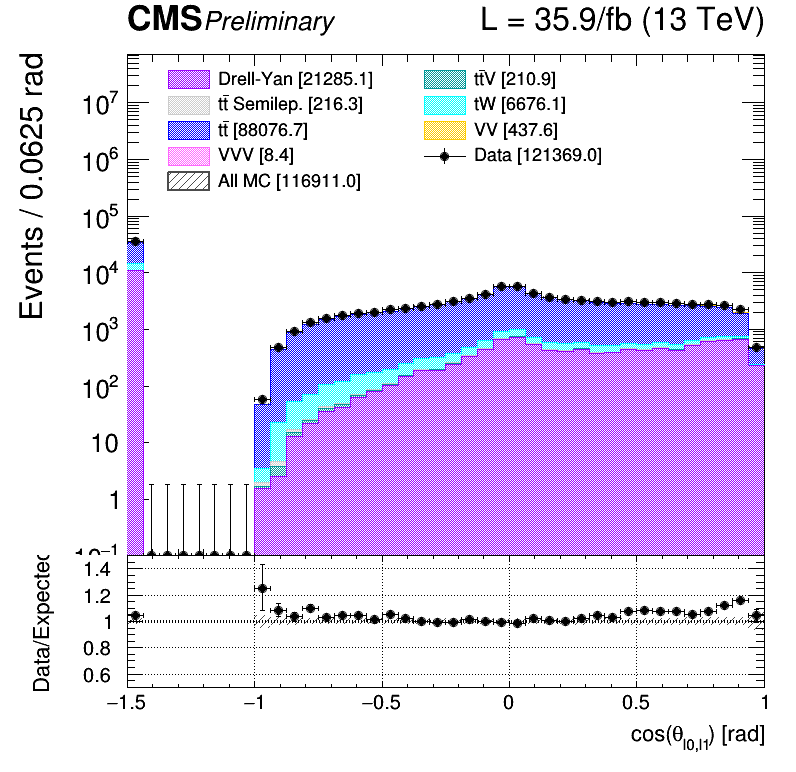 CMS Preliminary L = 35.9/fb (13 TeV)
Events / 0.0625 rad
Drell-Yan [21285.1]
tt̄ Semilep. [216.3]
tt̄ [88076.7]
VVV [8.4]
All MC [116911.0]
tt̄V [210.9]
tW [6676.1]
VV [437.6]
Data [121369.0]
10⁷
10⁶
10⁵
10⁴
10³
10²
10
1
10⁻¹
Data/Expected
1.4
1.2
1
0.8
0.6
−1.5 −1 −0.5 0 0.5 1
cos(θ_l0,l1) [rad]